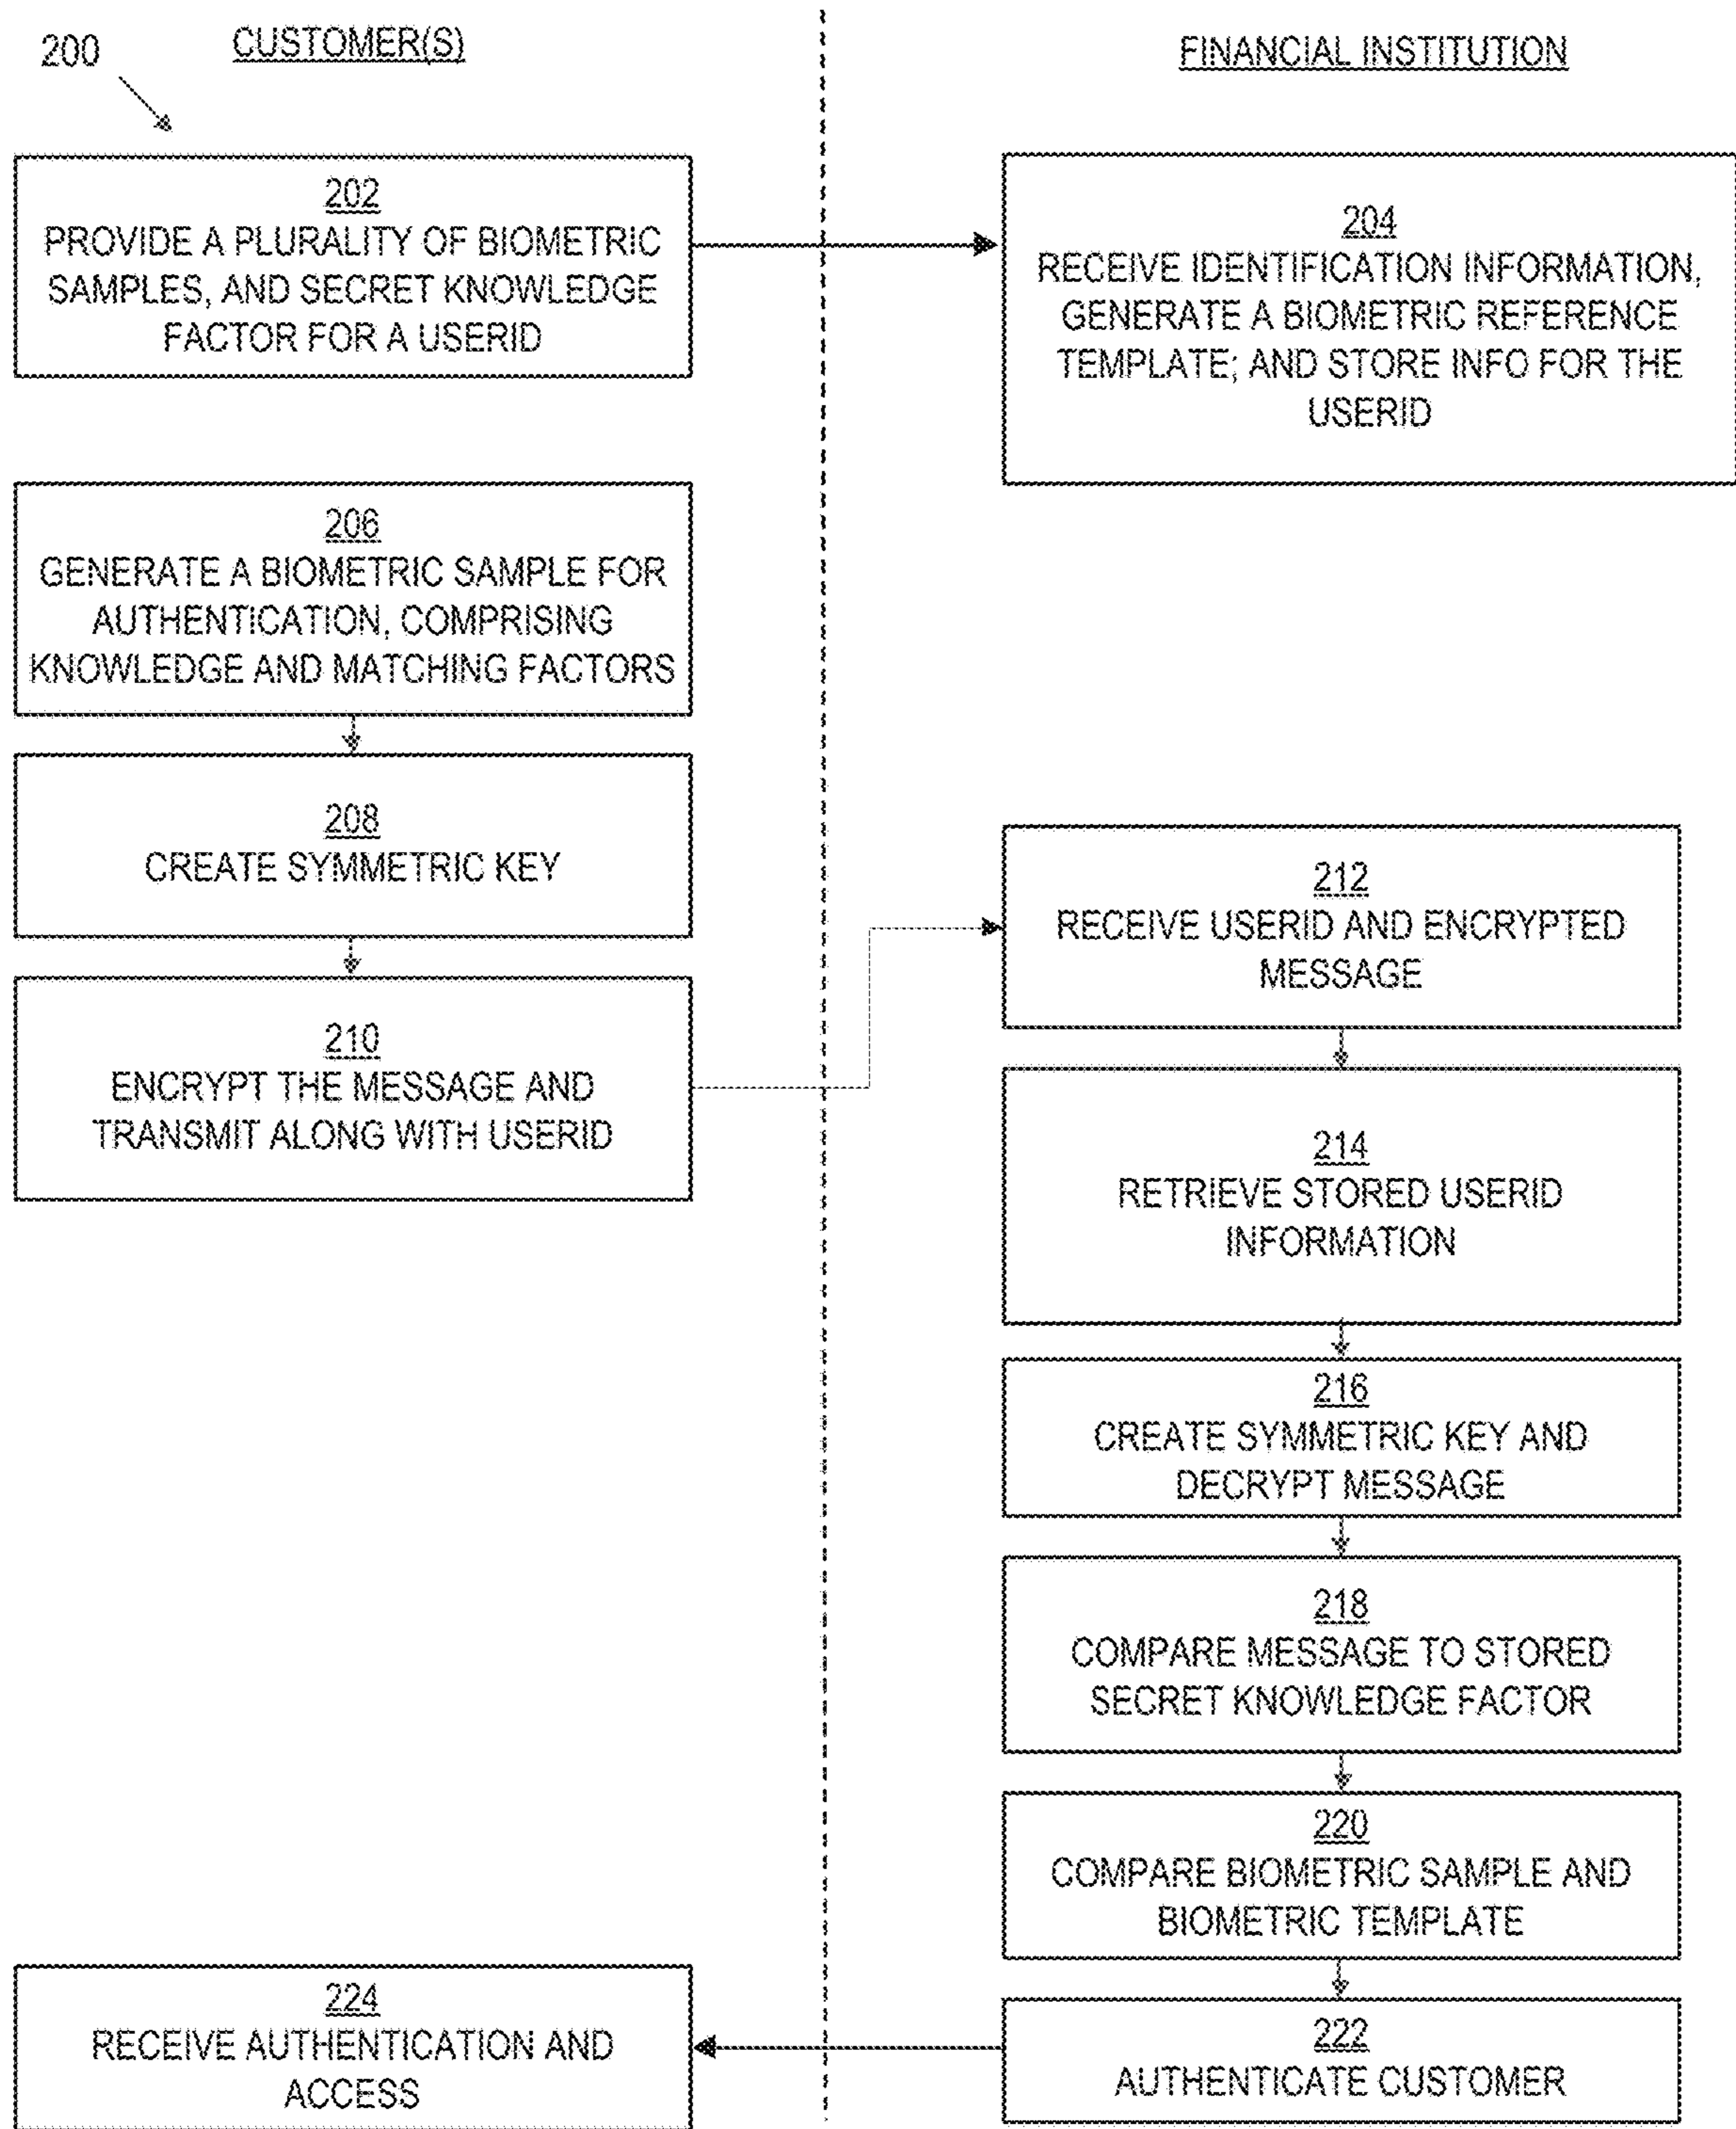 200
CUSTOMER(S)
FINANCIAL INSTITUTION
202
PROVIDE A PLURALITY OF BIOMETRIC
SAMPLES, AND SECRET KNOWLEDGE
FACTOR FOR A USERID
204
RECEIVE IDENTIFICATION INFORMATION,
GENERATE A BIOMETRIC REFERENCE
TEMPLATE; AND STORE INFO FOR THE
USERID
206
GENERATE A BIOMETRIC SAMPLE FOR
AUTHENTICATION, COMPRISING
KNOWLEDGE AND MATCHING FACTORS
208
CREATE SYMMETRIC KEY
210
ENCRYPT THE MESSAGE AND
TRANSMIT ALONG WITH USERID
212
RECEIVE USERID AND ENCRYPTED
MESSAGE
214
RETRIEVE STORED USERID
INFORMATION
216
CREATE SYMMETRIC KEY AND
DECRYPT MESSAGE
218
COMPARE MESSAGE TO STORED
SECRET KNOWLEDGE FACTOR
220
COMPARE BIOMETRIC SAMPLE AND
BIOMETRIC TEMPLATE
222
AUTHENTICATE CUSTOMER
224
RECEIVE AUTHENTICATION AND
ACCESS